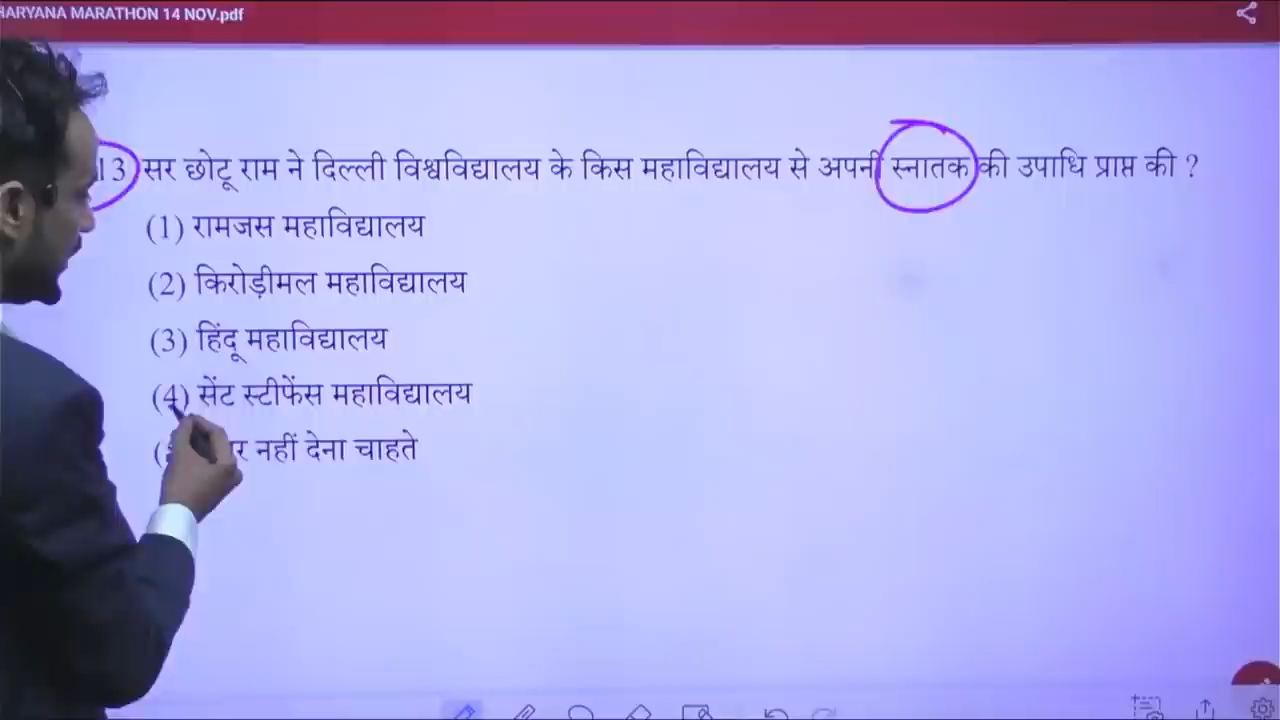 HARYANA MARATHON 14 NOV.pdf
13) सर छोटू राम ने दिल्ली विश्वविद्यालय के किस महाविद्यालय से अपनी स्नातक की उपाधि प्राप्त की ?
(1) रामजस महाविद्यालय
(2) किरोड़ीमल महाविद्यालय
(3) हिंदू महाविद्यालय
(4) सेंट स्टीफेंस महाविद्यालय
नहीं देना चाहते